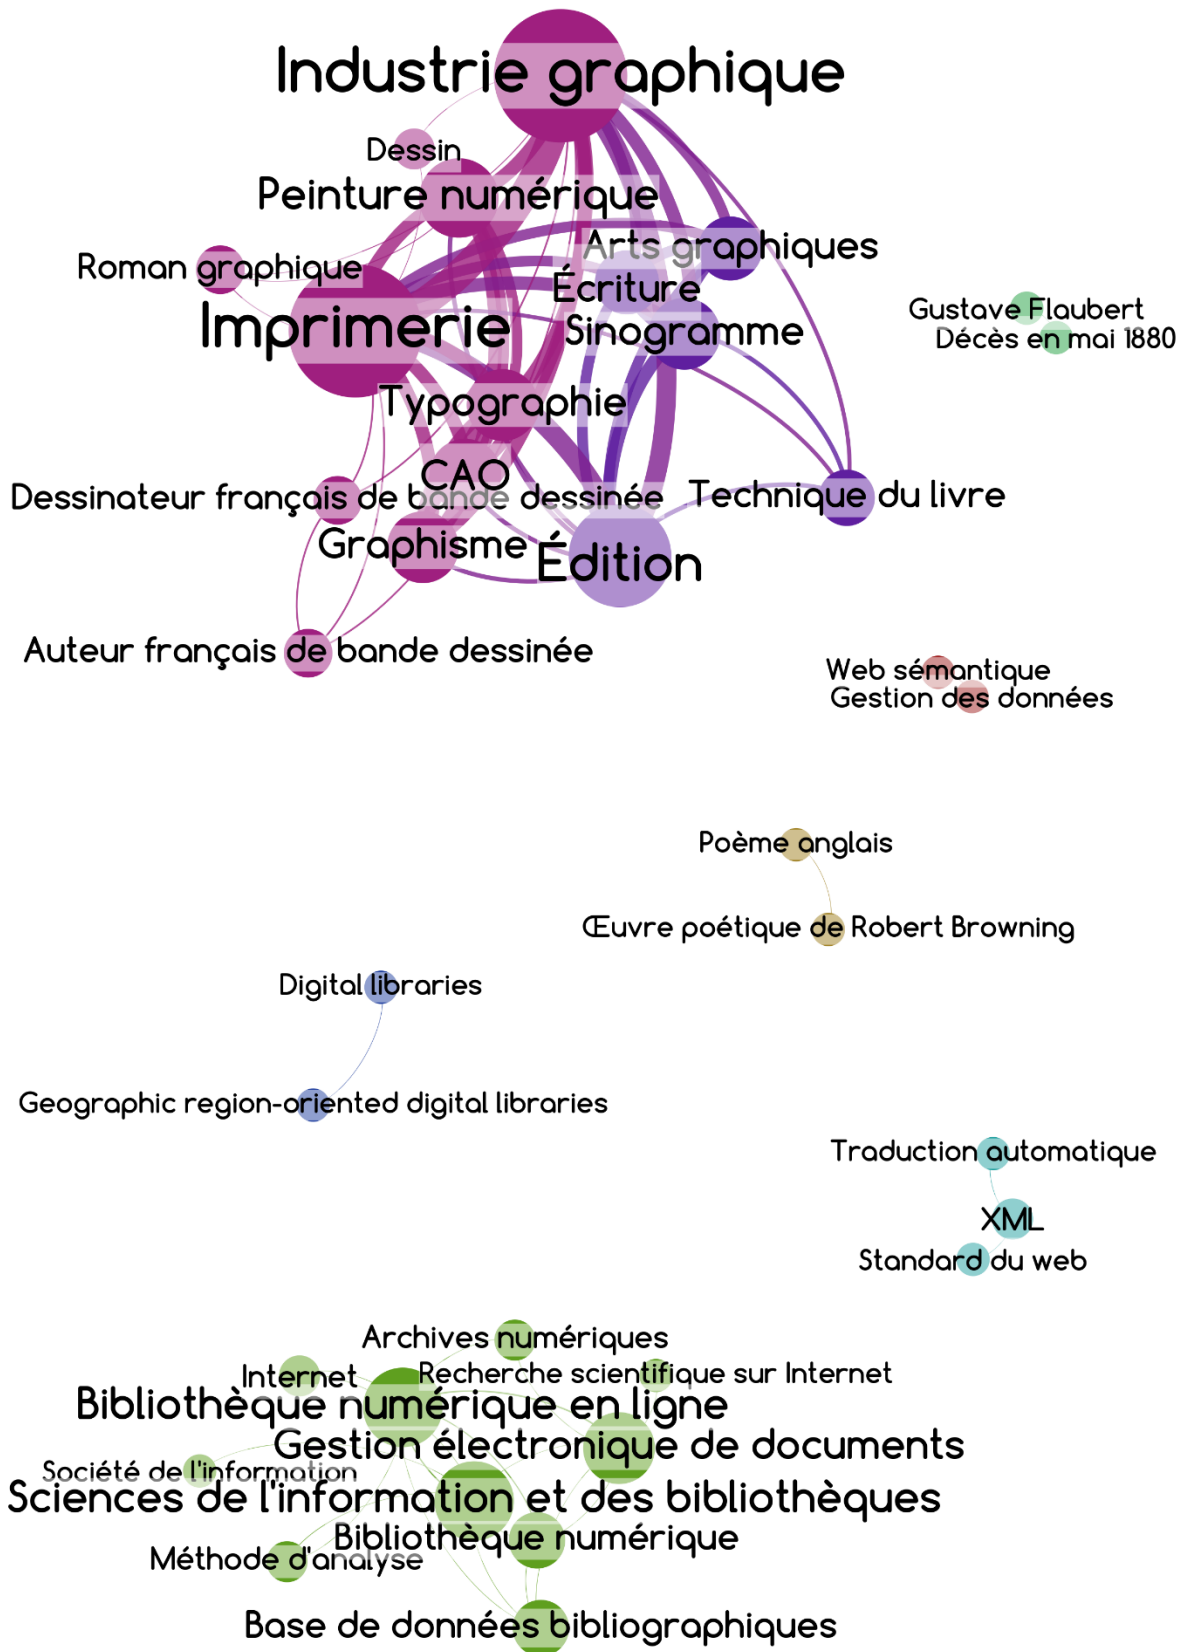 Industrie graphique
Dessin
Peinture numérique
Arts graphiques
Roman graphique
Écriture
Gustave Flaubert
Imprimerie
Sinogramme
Décès en mai 1880
Typographie
CAO
Dessinateur français de bande dessinée
Technique du livre
Graphisme
Édition
Auteur français de bande dessinée
Web sémantique
Gestion des données
Poème anglais
Œuvre poétique de Robert Browning
Digital libraries
Geographic region-oriented digital libraries
Traduction automatique
XML
Standard du web
Archives numériques
Internet
Recherche scientifique sur Internet
Bibliothèque numérique en ligne
Gestion électronique de documents
Société de l'information
Sciences de l'information et des bibliothèques
Bibliothèque numérique
Méthode d'analyse
Base de données bibliographiques